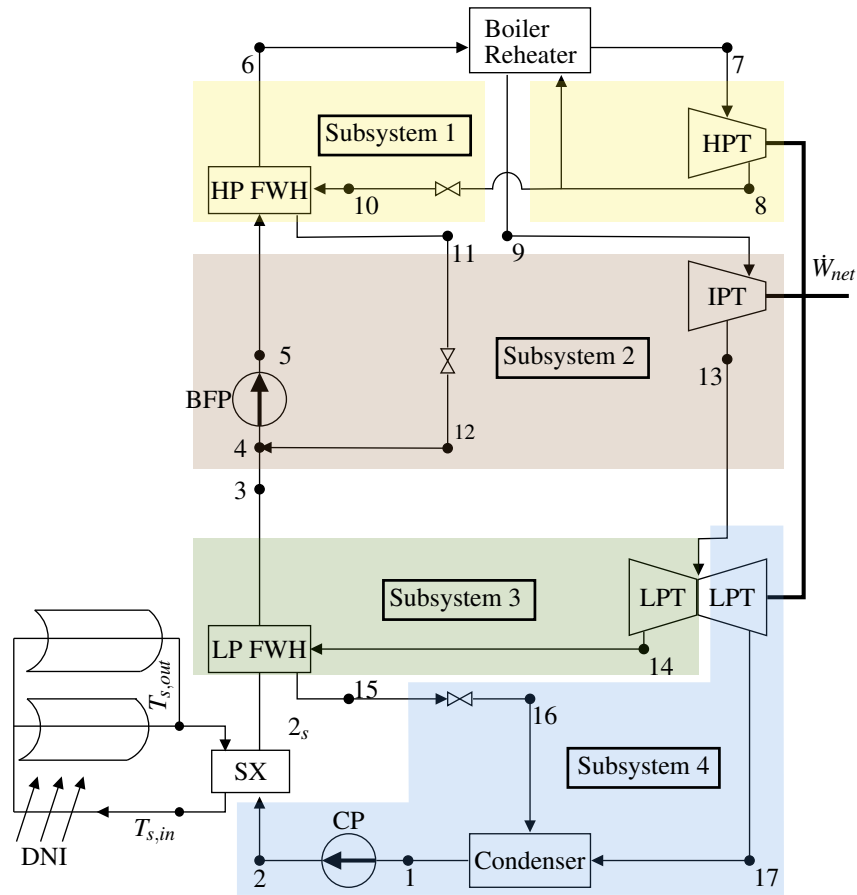 Boiler
Reheater
6
7
Subsystem 1
HPT
HP FWH
10
8
11
9
Ẇnet
IPT
5
Subsystem 2
13
BFP
12
4
3
Subsystem 3
LPT
LPT
LP FWH
14
Ts,out
15
16
2s
SX
Subsystem 4
Ts,in
CP
DNI
Condenser
2
1
17